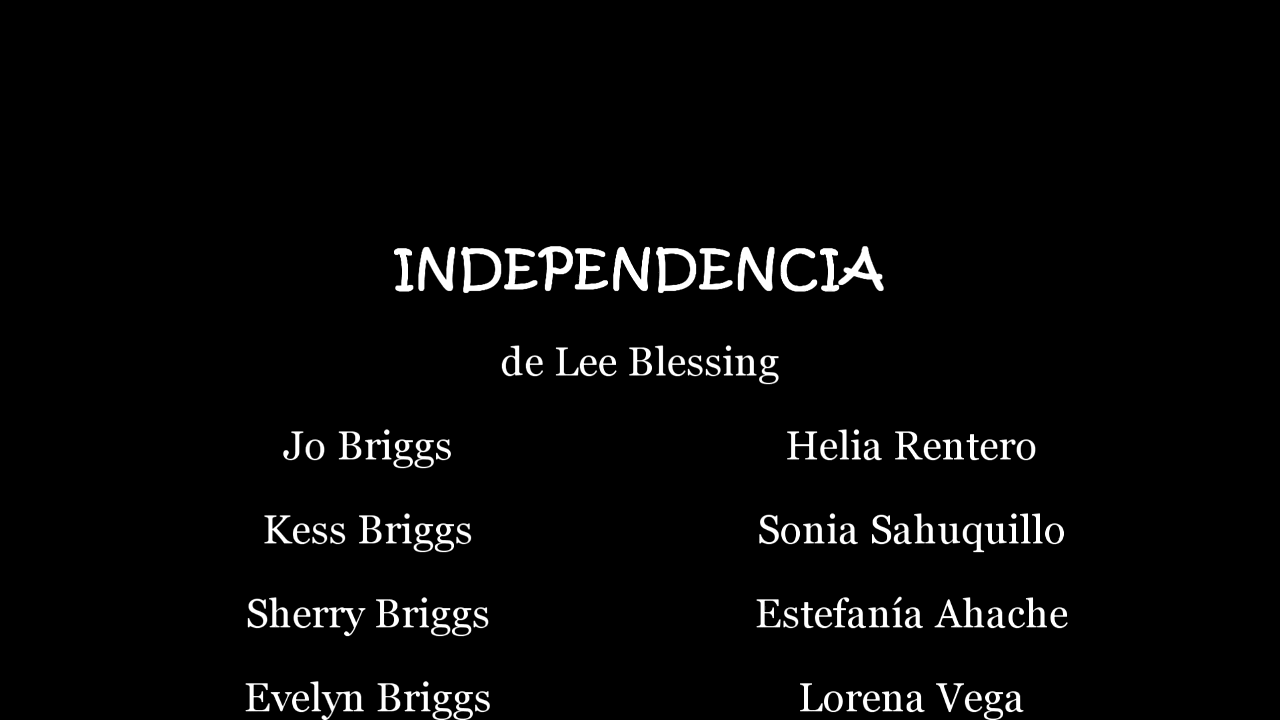 INDEPENDENCIA
de Lee Blessing
Jo Briggs Helia Rentero
Kess Briggs Sonia Sahuquillo
Sherry Briggs Estefanía Ahache
Evelyn Briggs Lorena Vega